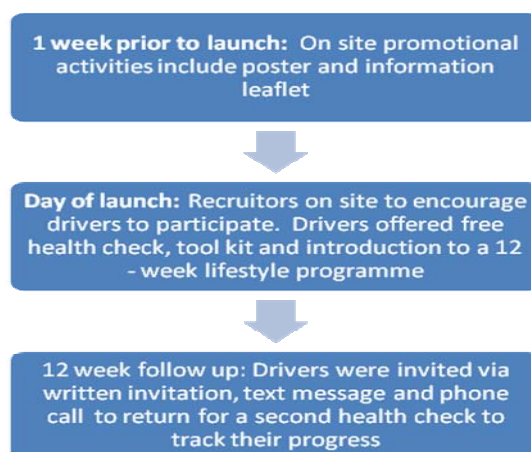 1 week prior to launch: On site promotional
activities include poster and information
leaflet
Day of launch: Recruitors on site to encourage
drivers to participate. Drivers offered free
health check, tool kit and introduction to a 12
- week lifestyle programme
12 week follow up: Drivers were invited via
written invitation, text message and phone
call to return for a second health check to
track their progress